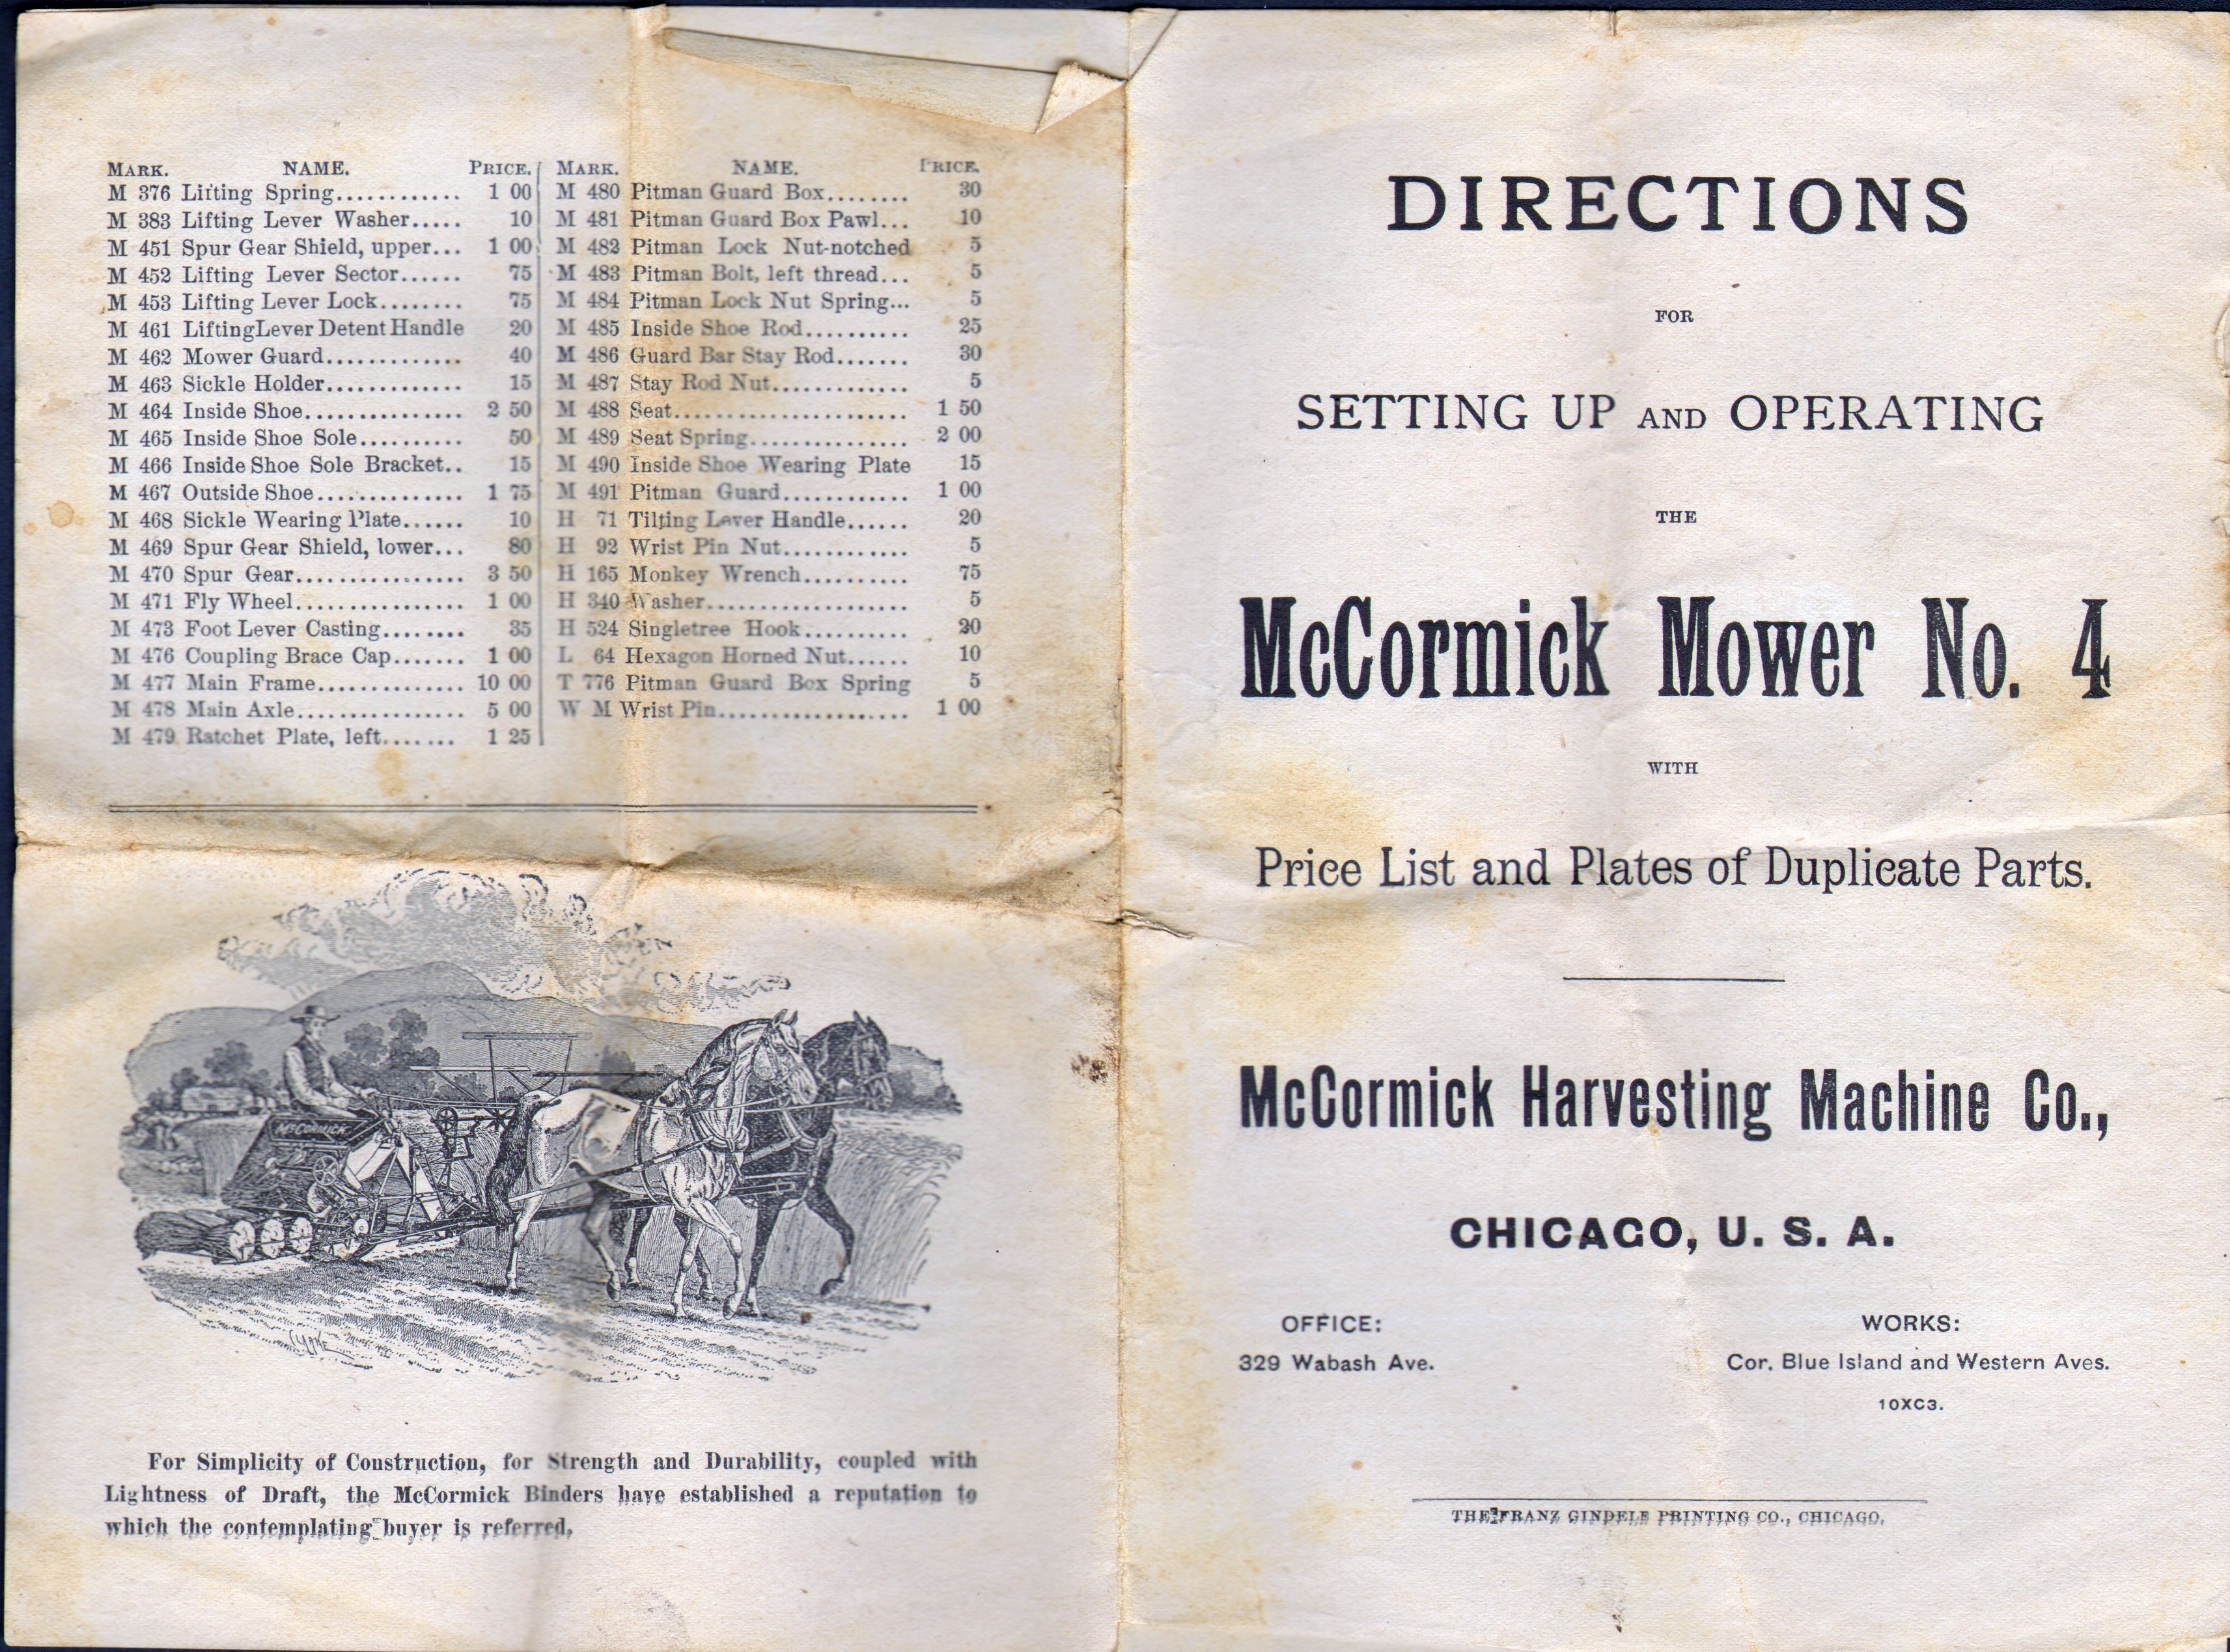 MARK. NAME. PRICE.
M 376 Lifting Spring............ 1 00
M 383 Lifting Lever Washer..... 10
M 451 Spur Gear Shield, upper... 1 00
M 452 Lifting Lever Sector...... 75
M 453 Lifting Lever Lock........ 75
M 461 LiftingLever Detent Handle 20
M 462 Mower Guard............. 40
M 463 Sickle Holder............. 15
M 464 Inside Shoe............... 2 50
M 465 Inside Shoe Sole.......... 50
M 466 Inside Shoe Sole Bracket.. 15
M 467 Outside Shoe.............. 1 75
M 468 Sickle Wearing Plate...... 10
M 469 Spur Gear Shield, lower... 80
M 470 Spur Gear................ 3 50
M 471 Fly Wheel................ 1 00
M 473 Foot Lever Casting........ 35
M 476 Coupling Brace Cap....... 1 00
M 477 Main Frame.............. 10 00
M 478 Main Axle................ 5 00
M 479 Ratchet Plate, left....... 1 25
MARK. NAME. PRICE.
M 480 Pitman Guard Box........ 30
M 481 Pitman Guard Box Pawl... 10
M 482 Pitman Lock Nut-notched 5
M 483 Pitman Bolt, left thread... 5
M 484 Pitman Lock Nut Spring... 5
M 485 Inside Shoe Rod.......... 25
M 486 Guard Bar Stay Rod....... 30
M 487 Stay Rod Nut............. 5
M 488 Seat...................... 1 50
M 489 Seat Spring............... 2 00
M 490 Inside Shoe Wearing Plate 15
M 491 Pitman Guard............ 1 00
H 71 Tilting Lever Handle...... 20
H 92 Wrist Pin Nut............ 5
H 165 Monkey Wrench.......... 75
H 340 Washer................... 5
H 524 Singletree Hook.......... 20
L 64 Hexagon Horned Nut...... 10
T 776 Pitman Guard Box Spring 5
W M Wrist Pin.................. 1 00
McCORMICK
CLARKE
For Simplicity of Construction, for Strength and Durability, coupled with
Lightness of Draft, the McCormick Binders have established a reputation to
which the contemplating buyer is referred.
DIRECTIONS
FOR
SETTING UP AND OPERATING
THE
McCormick Mower No. 4
WITH
Price List and Plates of Duplicate Parts.
McCormick Harvesting Machine Co.,
CHICAGO, U. S. A.
OFFICE:
329 Wabash Ave.
WORKS:
Cor. Blue Island and Western Aves.
10XC3.
THE FRANZ GINDELE PRINTING CO., CHICAGO.